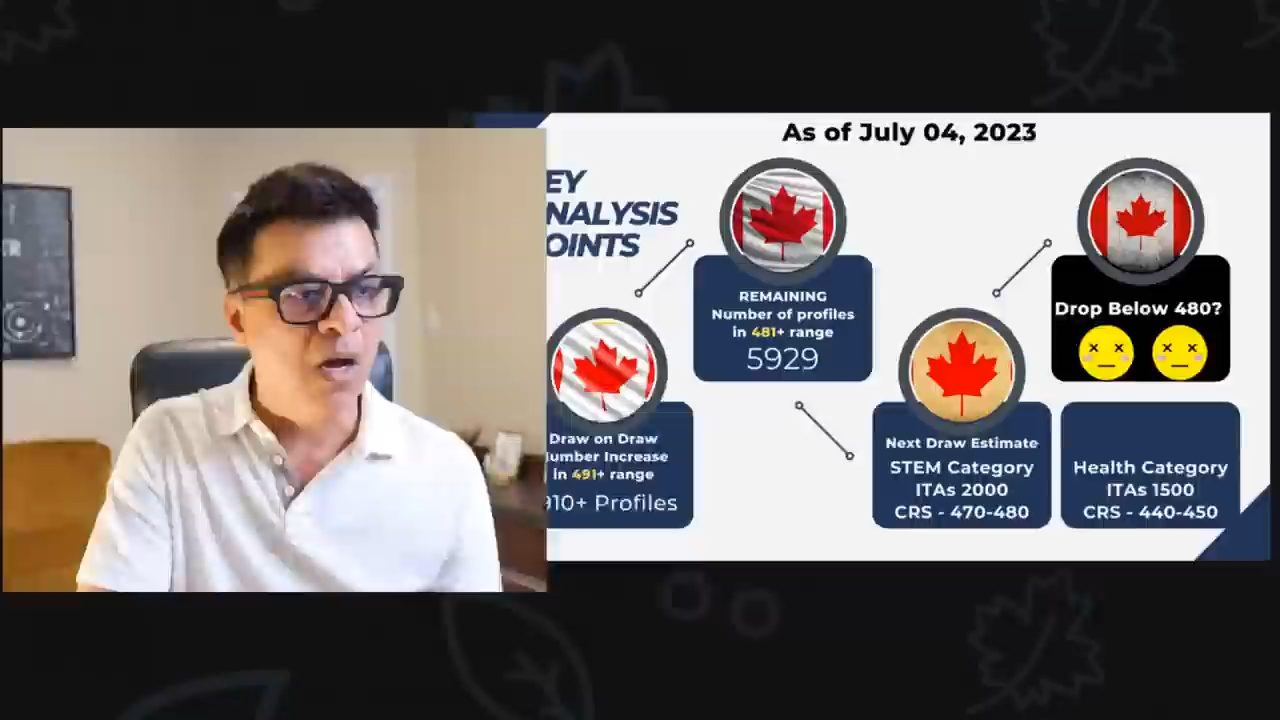 As of July 04, 2023
EY
NALYSIS
OINTS
REMAINING
Number of profiles
in 481+ range
5929
Drop Below 480?
Draw on Draw
umber Increase
in 491+ range
910+ Profiles
Next Draw Estimate
STEM Category
ITAs 2000
CRS - 470-480
Health Category
ITAs 1500
CRS - 440-450